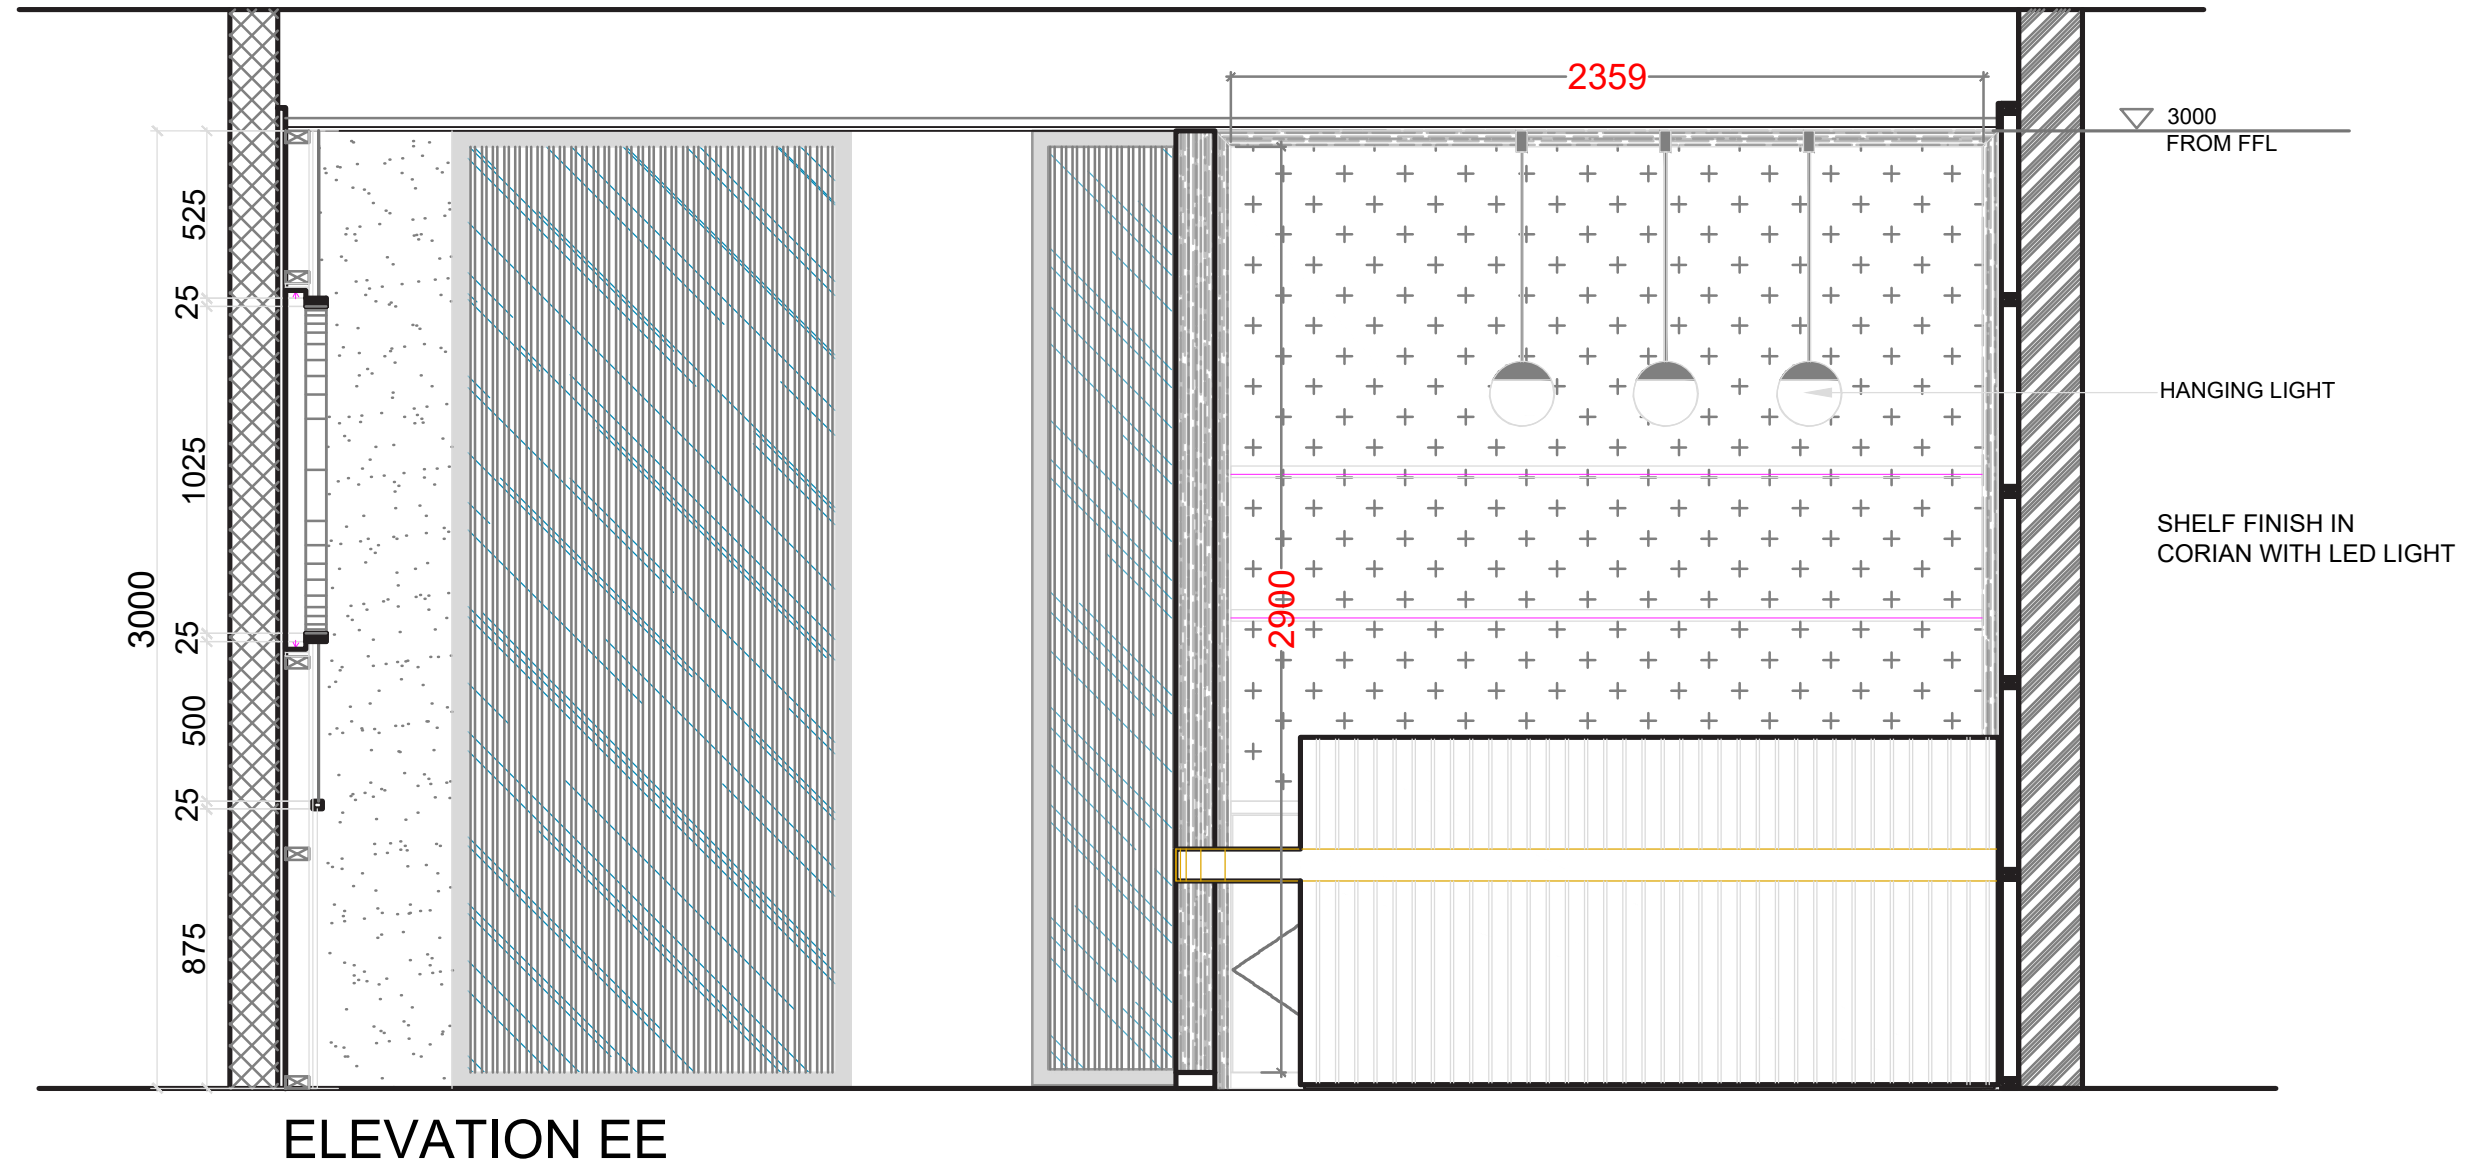 2359
3000
FROM FFL
525
25
HANGING LIGHT
1025
SHELF FINISH IN
CORIAN WITH LED LIGHT
3000
2900
25
500
25
875
ELEVATION EE